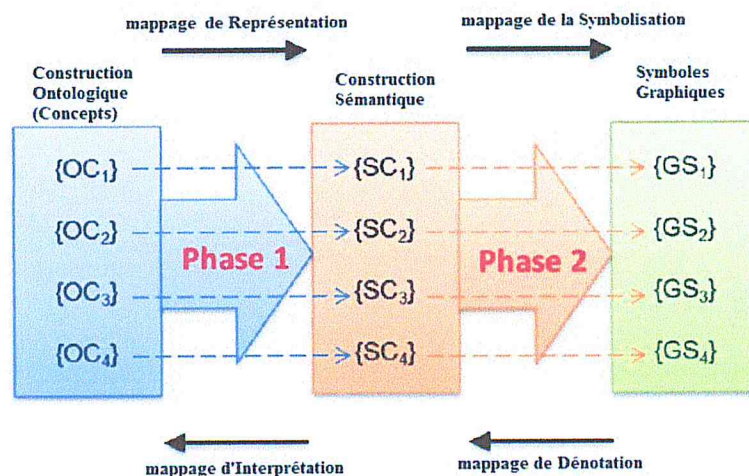 mappage de Représentation
mappage de la Symbolisation
Construction
Ontologique
(Concepts)
Construction
Sémantique
Symboles
Graphiques
{OC₁} {SC₁} {GS₁}
{OC₂} {SC₂} {GS₂}
Phase 1 Phase 2
{OC₃} {SC₃} {GS₃}
{OC₄} {SC₄} {GS₄}
mappage d'Interprétation
mappage de Dénotation